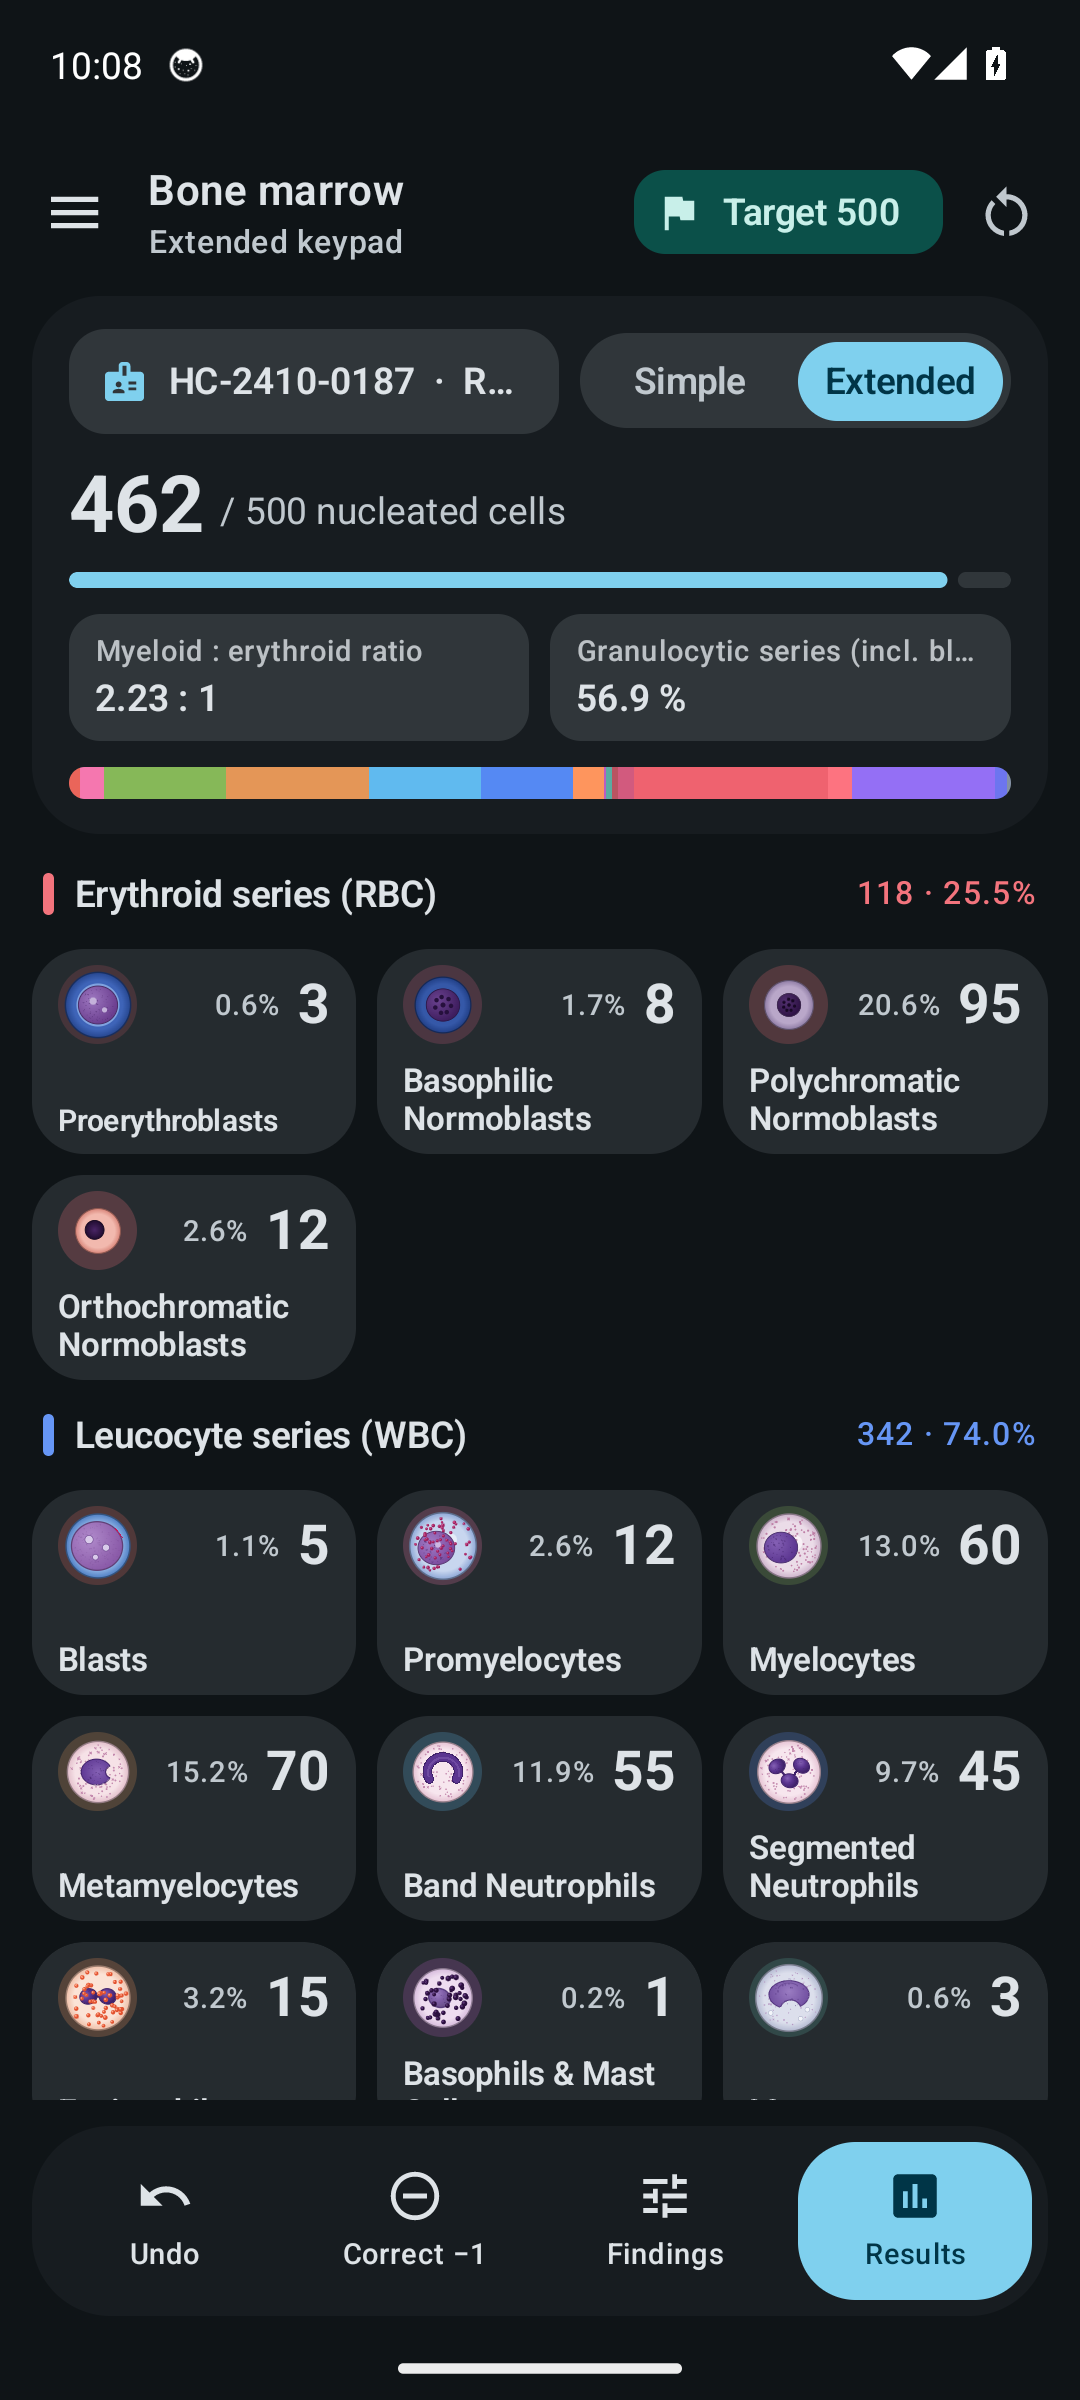 10:08
Bone marrow
Extended keypad
Target 500
HC-2410-0187 · R...
Simple
Extended
462 / 500 nucleated cells
Myeloid : erythroid ratio
2.23 : 1
Granulocytic series (incl. bl...
56.9 %
Erythroid series (RBC)
118 · 25.5%
0.6% 3
Proerythroblasts
1.7% 8
Basophilic
Normoblasts
20.6% 95
Polychromatic
Normoblasts
2.6% 12
Orthochromatic
Normoblasts
Leucocyte series (WBC)
342 · 74.0%
1.1% 5
Blasts
2.6% 12
Promyelocytes
13.0% 60
Myelocytes
15.2% 70
Metamyelocytes
11.9% 55
Band Neutrophils
9.7% 45
Segmented
Neutrophils
3.2% 15
0.2% 1
Basophils & Mast
0.6% 3
Undo
Correct −1
Findings
Results